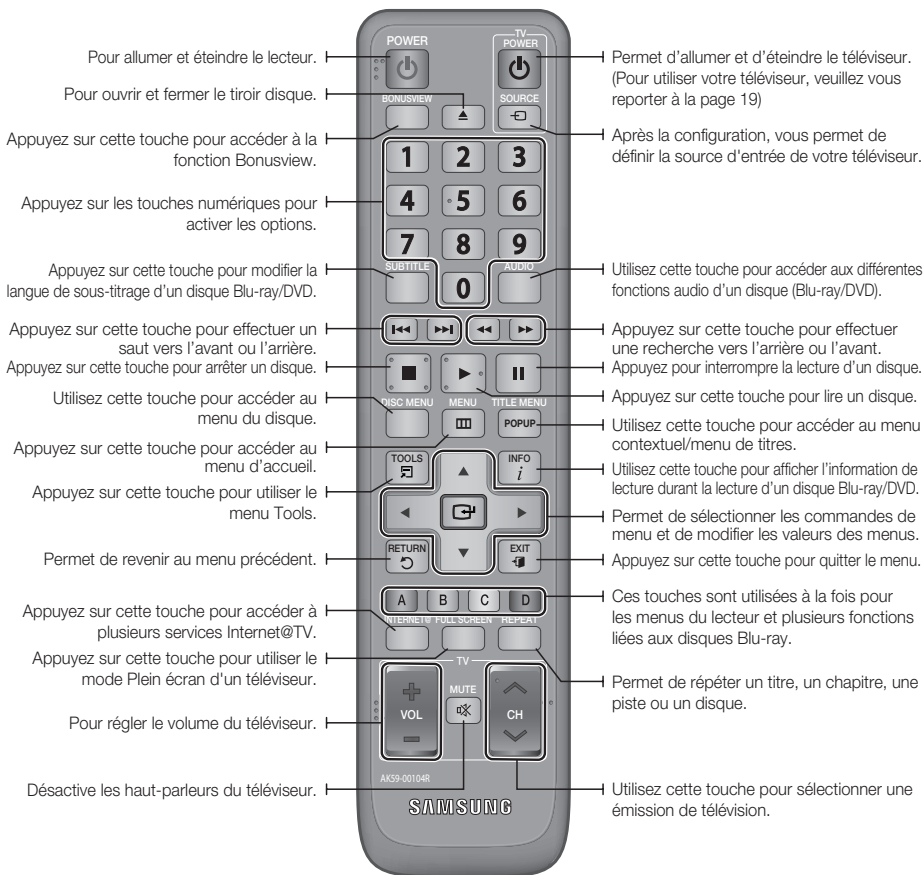 POWER
TV
POWER
Pour allumer et éteindre le lecteur.
Permet d'allumer et d'éteindre le téléviseur.
(Pour utiliser votre téléviseur, veuillez vous
reporter à la page 19)
Pour ouvrir et fermer le tiroir disque.
BONUSVIEW
SOURCE
Appuyez sur cette touche pour accéder à la
fonction Bonusview.
Après la configuration, vous permet de
définir la source d'entrée de votre téléviseur.
1 2 3
4 5 6
7 8 9
0
Appuyez sur les touches numériques pour
activer les options.
SUBTITLE
AUDIO
Appuyez sur cette touche pour modifier la
langue de sous-titrage d'un disque Blu-ray/DVD.
Utilisez cette touche pour accéder aux différentes
fonctions audio d'un disque (Blu-ray/DVD).
Appuyez sur cette touche pour effectuer un
saut vers l'avant ou l'arrière.
Appuyez sur cette touche pour effectuer
une recherche vers l'arrière ou l'avant.
Appuyez sur cette touche pour arrêter un disque.
Appuyez pour interrompre la lecture d'un disque.
Appuyez sur cette touche pour lire un disque.
DISC MENU MENU TITLE MENU
POPUP
Utilisez cette touche pour accéder au
menu du disque.
Utilisez cette touche pour accéder au menu
contextuel/menu de titres.
Appuyez sur cette touche pour accéder au
menu d'accueil.
TOOLS
INFO
i
Utilisez cette touche pour afficher l'information de
lecture durant la lecture d'un disque Blu-ray/DVD.
Appuyez sur cette touche pour utiliser le
menu Tools.
Permet de sélectionner les commandes de
menu et de modifier les valeurs des menus.
RETURN
EXIT
Permet de revenir au menu précédent.
Appuyez sur cette touche pour quitter le menu.
A B C D
Ces touches sont utilisées à la fois pour
les menus du lecteur et plusieurs fonctions
liées aux disques Blu-ray.
INTERNET@ FULL SCREEN REPEAT
Appuyez sur cette touche pour accéder à
plusieurs services Internet@TV.
Appuyez sur cette touche pour utiliser le
mode Plein écran d'un téléviseur.
Permet de répéter un titre, un chapitre, une
piste ou un disque.
TV
VOL
MUTE
CH
Pour régler le volume du téléviseur.
Désactive les haut-parleurs du téléviseur.
AK59-00104R
SAMSUNG
Utilisez cette touche pour sélectionner une
émission de télévision.